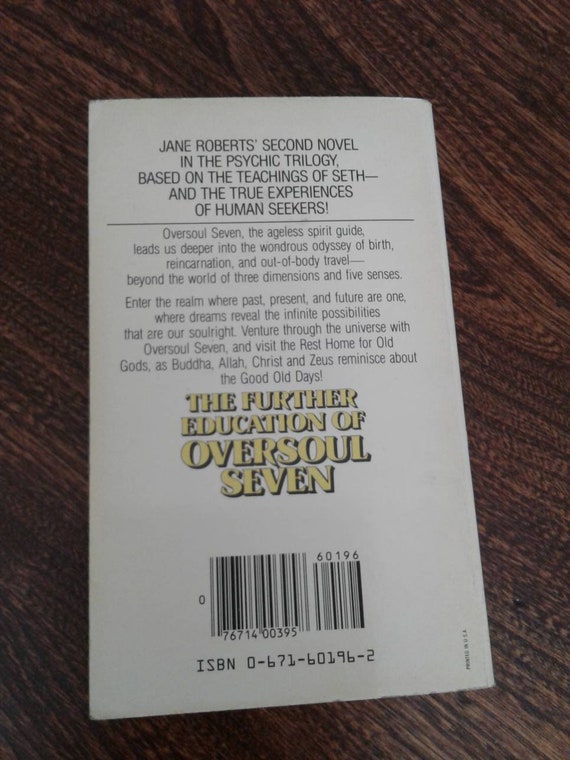 JANE ROBERTS' SECOND NOVEL
IN THE PSYCHIC TRILOGY,
BASED ON THE TEACHINGS OF SETH—
AND THE TRUE EXPERIENCES
OF HUMAN SEEKERS!
Oversoul Seven, the ageless spirit guide,
leads us deeper into the wondrous odyssey of birth,
reincarnation, and out-of-body travel—
beyond the world of three dimensions and five senses.
Enter the realm where past, present, and future are one,
where dreams reveal the infinite possibilities
that are our soulright. Venture through the universe with
Oversoul Seven, and visit the Rest Home for Old
Gods, as Buddha, Allah, Christ and Zeus reminisce about
the Good Old Days!
THE FURTHER
EDUCATION OF
OVERSOUL
SEVEN
60196
0
76714 00395
ISBN 0-671-60196-2
PRINTED IN U.S.A.